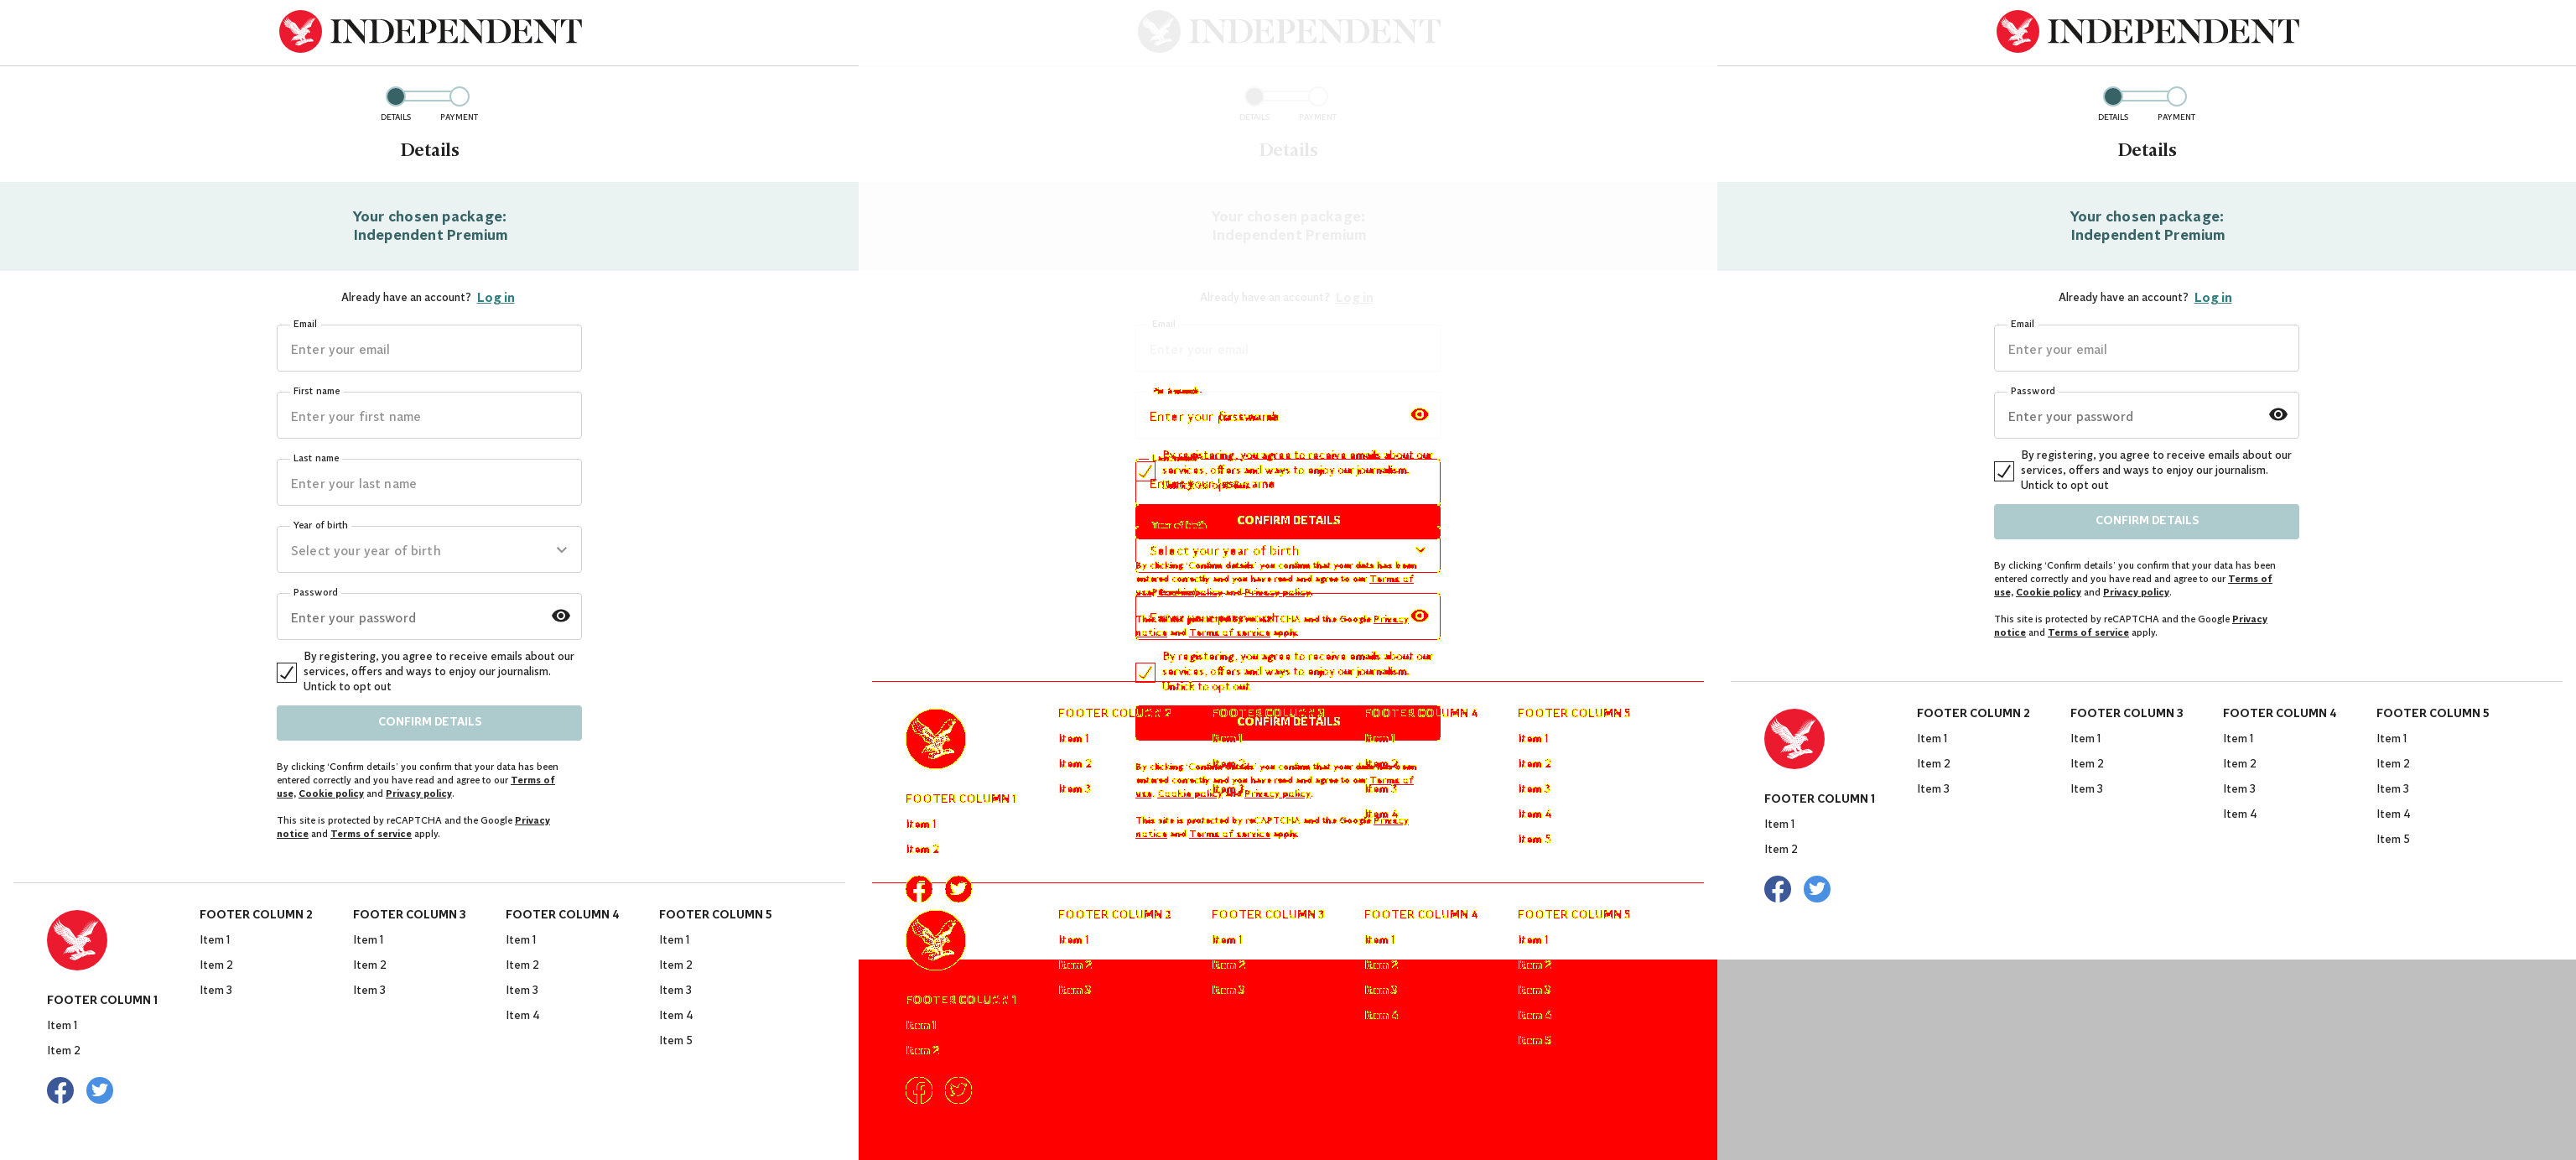 INDEPENDENT
DETAILS PAYMENT
Details
Your chosen package:
Independent Premium
Already have an account? Log in
Email
Enter your email
First name
Enter your first name
Last name
Enter your last name
Year of birth
Select your year of birth
Password
Enter your password
By registering, you agree to receive emails about our
services, offers and ways to enjoy our journalism.
Untick to opt out
CONFIRM DETAILS
By clicking ‘Confirm details’ you confirm that your data has been
entered correctly and you have read and agree to our Terms of
use, Cookie policy and Privacy policy.
This site is protected by reCAPTCHA and the Google Privacy
notice and Terms of service apply.
FOOTER COLUMN 1
Item 1
Item 2
FOOTER COLUMN 2
Item 1
Item 2
Item 3
FOOTER COLUMN 3
Item 1
Item 2
Item 3
FOOTER COLUMN 4
Item 1
Item 2
Item 3
Item 4
FOOTER COLUMN 5
Item 1
Item 2
Item 3
Item 4
Item 5
INDEPENDENT
DETAILS PAYMENT
Details
Your chosen package:
Independent Premium
Already have an account? Log in
Email
Enter your email
Enter your
By registering, you agree to receive emails about our
services, offers and ways to enjoy our journalism.
CONFIRM DETAILS
Year of birth
Select your year of birth
By clicking ‘Confirm details’ you confirm that your data has been
entered correctly and you have read and agree to our Terms of
Privacy policy.
notice and Terms of service apply.
By registering, you agree to receive emails about our
services, offers and ways to enjoy our journalism.
Untick to opt out
CONFIRM DETAILS
By clicking ‘Confirm details’ you confirm that your data has been
entered correctly and you have read and agree to our Terms of
use, Cookie policy and Privacy policy.
This site is protected by reCAPTCHA and the Google Privacy
notice and Terms of service apply.
FOOTER COLUMN 1
Item 1
Item 2
FOOTER COLUMN 2
Item 1
Item 2
Item 3
FOOTER COLUMN 3
Item 1
Item 2
Item 3
FOOTER COLUMN 4
Item 1
Item 2
Item 3
Item 4
FOOTER COLUMN 5
Item 1
Item 2
Item 3
Item 4
Item 5
FOOTER COLUMN 1
Item 1
Item 2
FOOTER COLUMN 2
Item 1
Item 2
Item 3
FOOTER COLUMN 3
Item 1
Item 2
Item 3
FOOTER COLUMN 4
Item 1
Item 2
Item 3
Item 4
FOOTER COLUMN 5
Item 1
Item 2
Item 3
Item 4
Item 5
INDEPENDENT
DETAILS PAYMENT
Details
Your chosen package:
Independent Premium
Already have an account? Log in
Email
Enter your email
Password
Enter your password
By registering, you agree to receive emails about our
services, offers and ways to enjoy our journalism.
Untick to opt out
CONFIRM DETAILS
By clicking ‘Confirm details’ you confirm that your data has been
entered correctly and you have read and agree to our Terms of
use, Cookie policy and Privacy policy.
This site is protected by reCAPTCHA and the Google Privacy
notice and Terms of service apply.
FOOTER COLUMN 1
Item 1
Item 2
FOOTER COLUMN 2
Item 1
Item 2
Item 3
FOOTER COLUMN 3
Item 1
Item 2
Item 3
FOOTER COLUMN 4
Item 1
Item 2
Item 3
Item 4
FOOTER COLUMN 5
Item 1
Item 2
Item 3
Item 4
Item 5